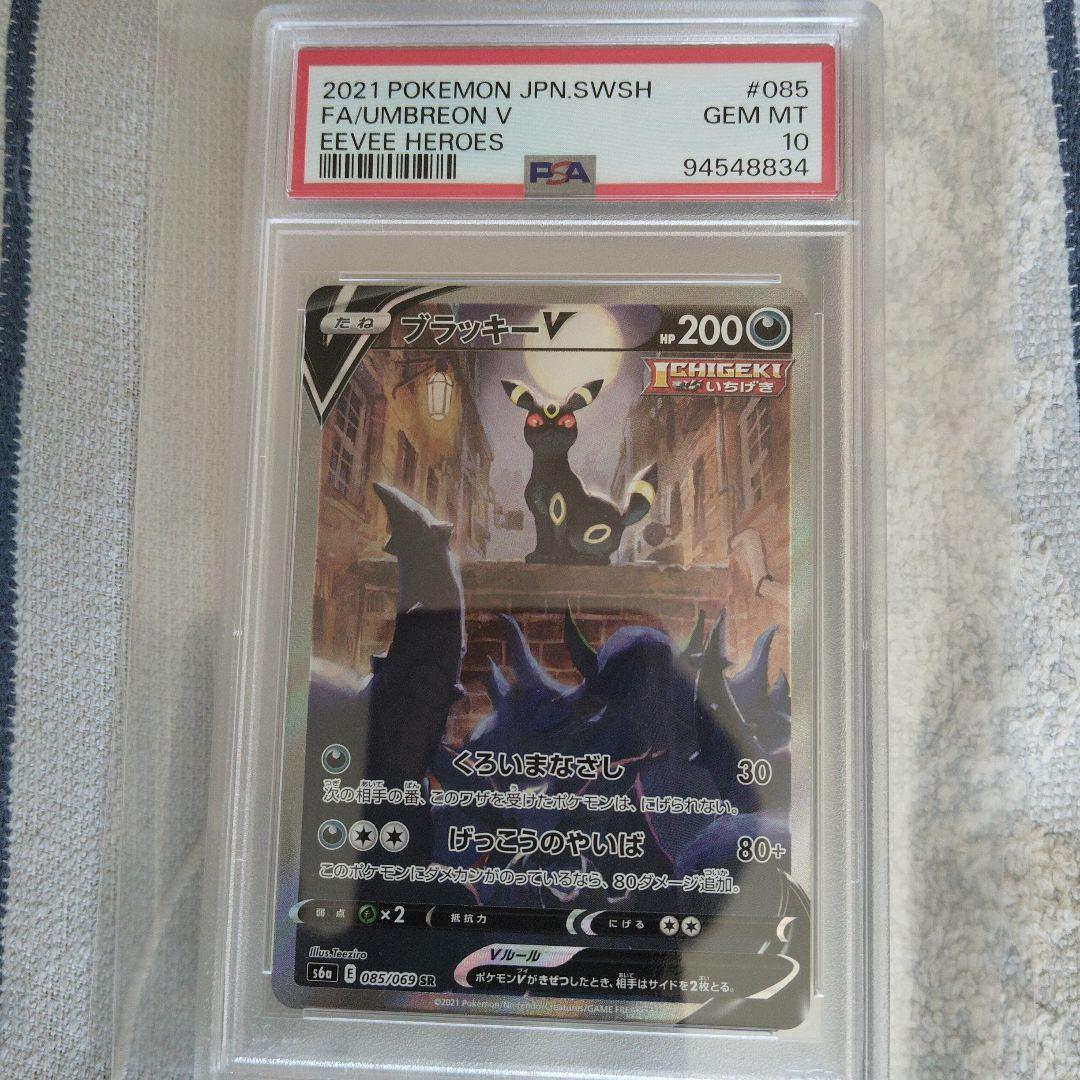 2021 POKEMON JPN.SWSH #085
FA/UMBREON V GEM MT
EEVEE HEROES 10
PSA 94548834
たね ブラッキーV HP 200
ICHIGEKI
いちげき
くろいまなざし 30
次の相手の番、このワザを受けたポケモンは、にげられない。
げっこうのやいば 80+
このポケモンにダメカンがのっているなら、80ダメージ追加。
弱点 ×2 抵抗力 にげる
Illus.Teeziro
Vルール
s6a E 085/069 SR
ポケモンVがきぜつしたとき、相手はサイドを2枚とる。
©2021 Pokémon/Nintendo/Creatures/GAME FREAK